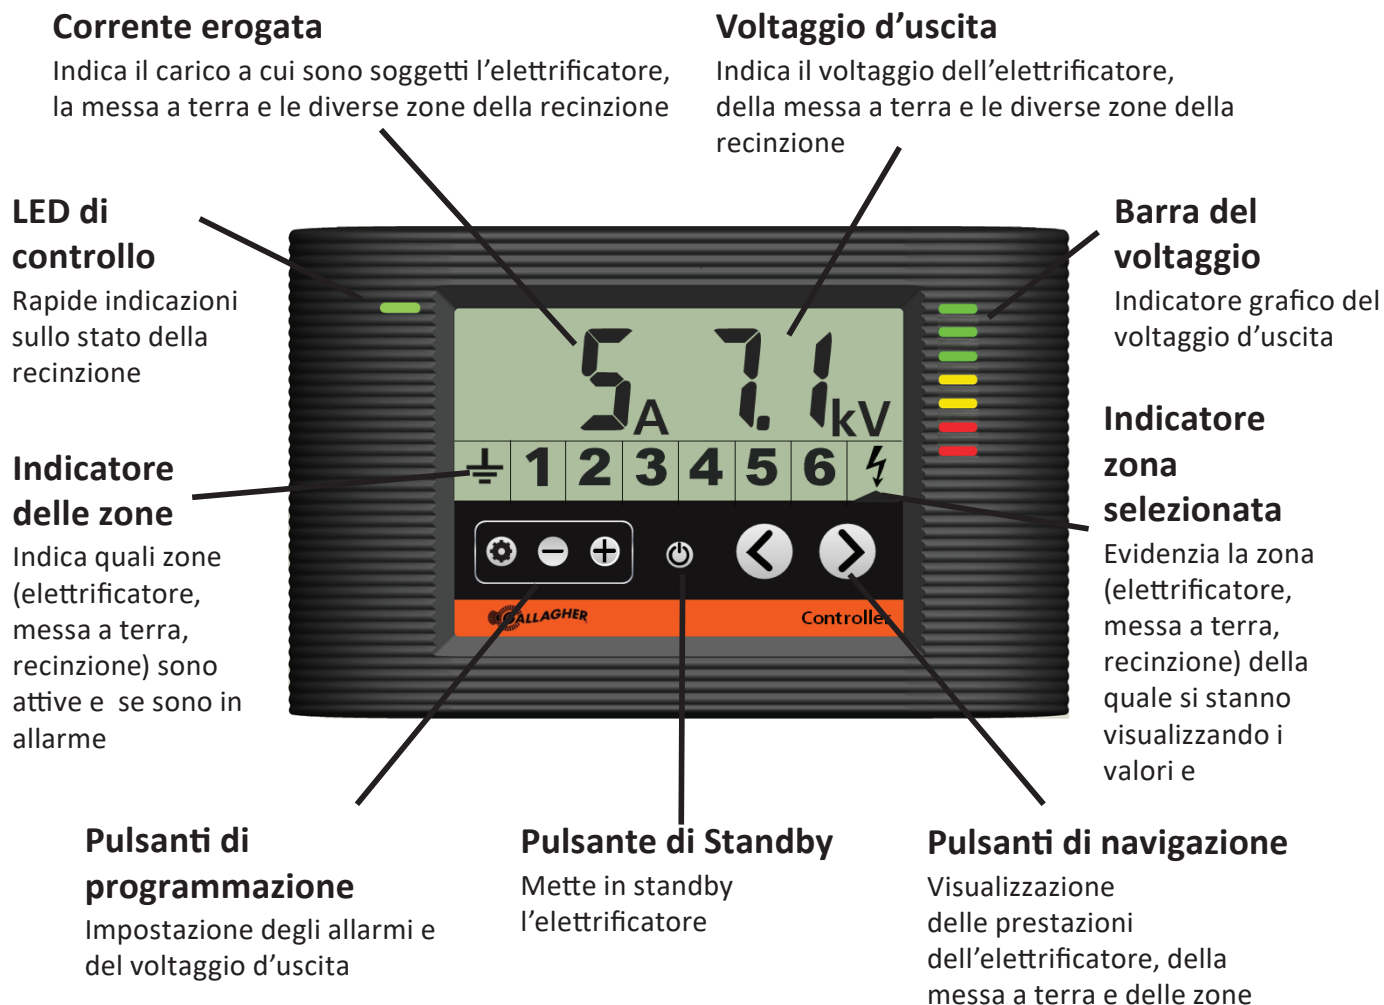 Corrente erogata
Indica il carico a cui sono soggetti l’elettrificatore,
la messa a terra e le diverse zone della recinzione
Voltaggio d’uscita
Indica il voltaggio dell’elettrificatore,
della messa a terra e le diverse zone della
recinzione
LED di
controllo
Rapide indicazioni
sullo stato della
recinzione
Barra del
voltaggio
Indicatore grafico del
voltaggio d’uscita
5A 7.1kV
1 2 3 4 5 6
GALLAGHER Controller
Indicatore
delle zone
Indica quali zone
(elettrificatore,
messa a terra,
recinzione) sono
attive e  se sono in
allarme
Indicatore
zona
selezionata
Evidenzia la zona
(elettrificatore,
messa a terra,
recinzione) della
quale si stanno
visualizzando i
valori e
Pulsanti di
programmazione
Impostazione degli allarmi e
del voltaggio d’uscita
Pulsante di Standby
Mette in standby
l’elettrificatore
Pulsanti di navigazione
Visualizzazione
delle prestazioni
dell’elettrificatore, della
messa a terra e delle zone